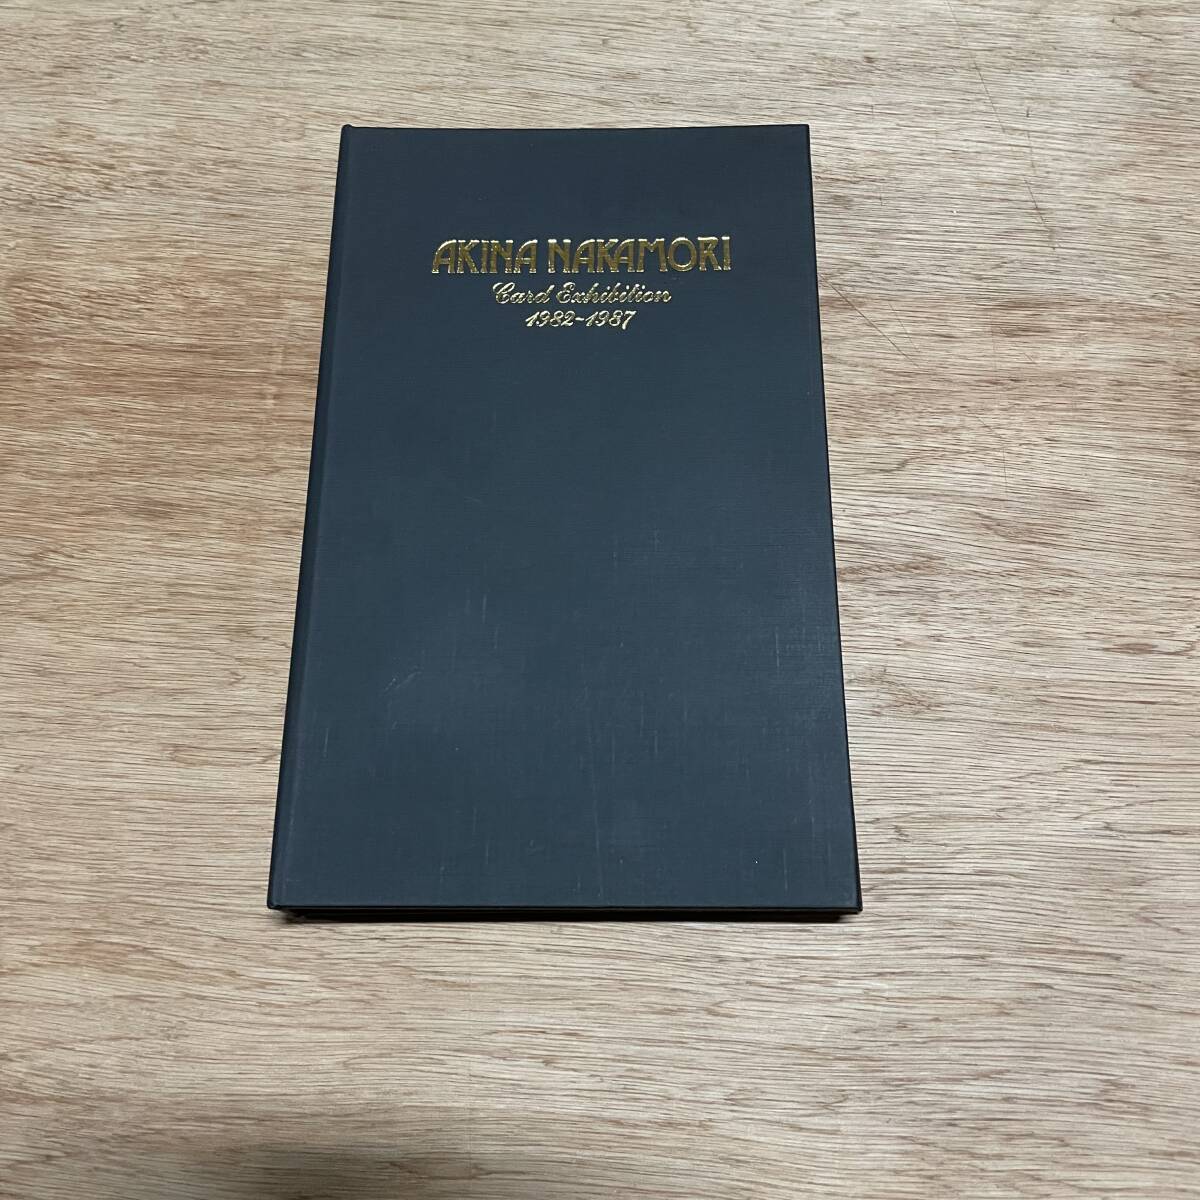 AKINA NAKAMORI
Card Exhibition
1982-1987